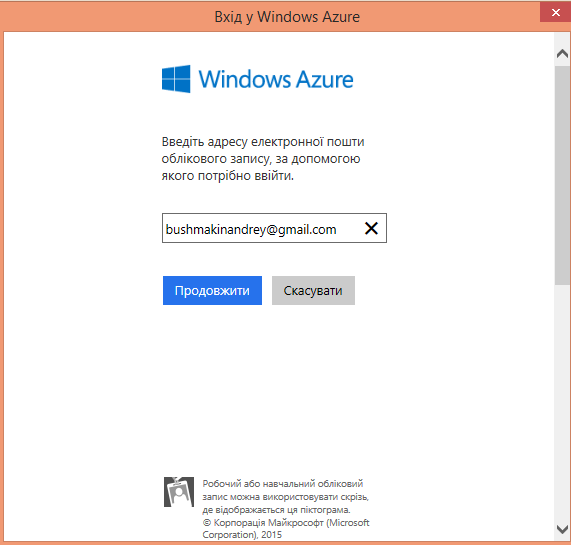 Вхід у Windows Azure
Windows Azure
Введіть адресу електронної пошти
облікового запису, за допомогою
якого потрібно ввійти.
bushmakinandrey@gmail.com
Продовжити Скасувати
Робочий або навчальний обліковий
запис можна використовувати скрізь,
де відображається ця піктограма.
© Корпорація Майкрософт (Microsoft
Corporation), 2015